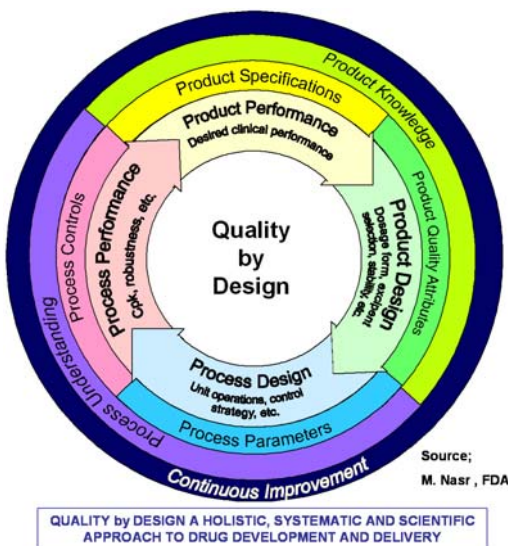 Product Knowledge
Product Specifications
Product Performance
Desired clinical performance
Product Quality Attributes
Product Design
Dosage form, excipient
selection, stability, etc.
Quality
by
Design
Process Understanding
Process Controls
Process Performance
Cpk, robustness, etc.
Process Design
Unit operations, control
strategy, etc.
Process Parameters
Continuous Improvement
Source;
M. Nasr , FDA
QUALITY by DESIGN A HOLISTIC, SYSTEMATIC AND SCIENTIFIC
APPROACH TO DRUG DEVELOPMENT AND DELIVERY